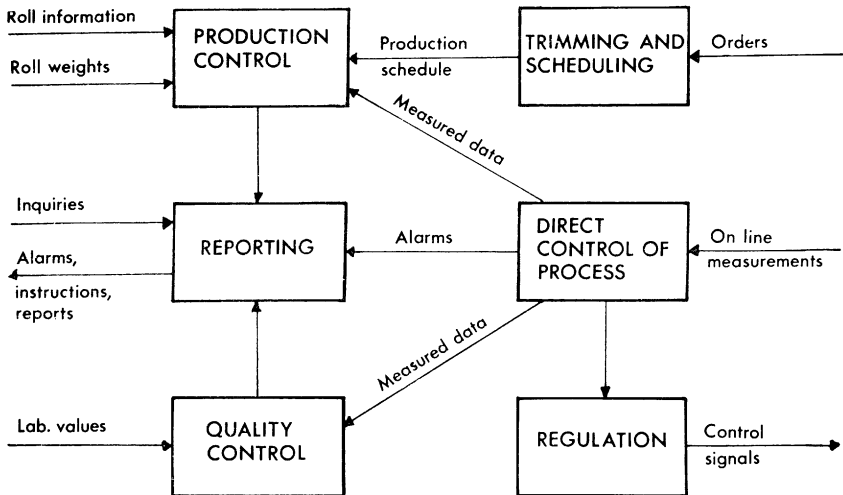 Roll information
Roll weights
PRODUCTION
CONTROL
Production
schedule
TRIMMING AND
SCHEDULING
Orders
Measured data
Inquiries
Alarms,
instructions,
reports
REPORTING
Alarms
DIRECT
CONTROL OF
PROCESS
On line
measurements
Measured data
Lab. values
QUALITY
CONTROL
REGULATION
Control
signals